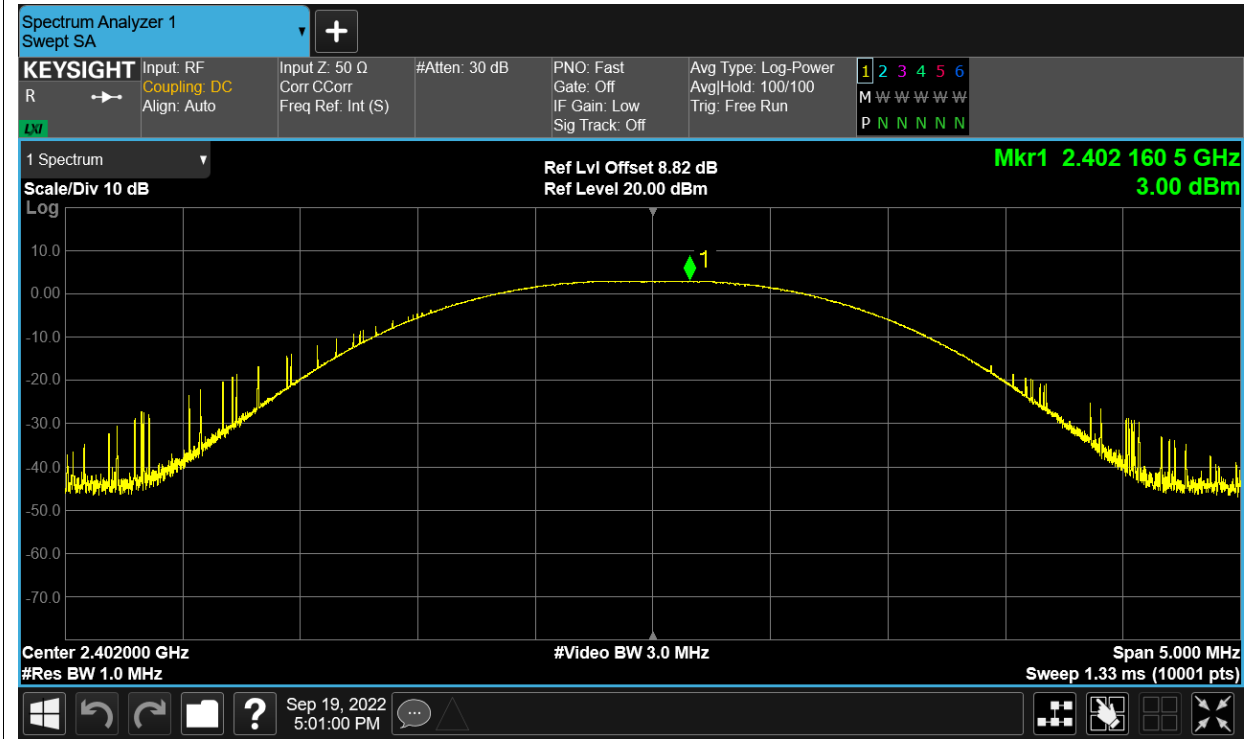 Spectrum Analyzer 1
Swept SA
KEYSIGHT
R
LXI
Input: RF
Coupling: DC
Align: Auto
Input Z: 50 Ω
Corr CCorr
Freq Ref: Int (S)
#Atten: 30 dB
PNO: Fast
Gate: Off
IF Gain: Low
Sig Track: Off
Avg Type: Log-Power
Avg|Hold: 100/100
Trig: Free Run
1 2 3 4 5 6
M W W W W W
P N N N N N
1 Spectrum
Scale/Div 10 dB
Log
Ref Lvl Offset 8.82 dB
Ref Level 20.00 dBm
Mkr1 2.402 160 5 GHz
3.00 dBm
1
10.0
0.00
-10.0
-20.0
-30.0
-40.0
-50.0
-60.0
-70.0
Center 2.402000 GHz
#Video BW 3.0 MHz
Span 5.000 MHz
#Res BW 1.0 MHz
Sweep 1.33 ms (10001 pts)
?
Sep 19, 2022
5:01:00 PM